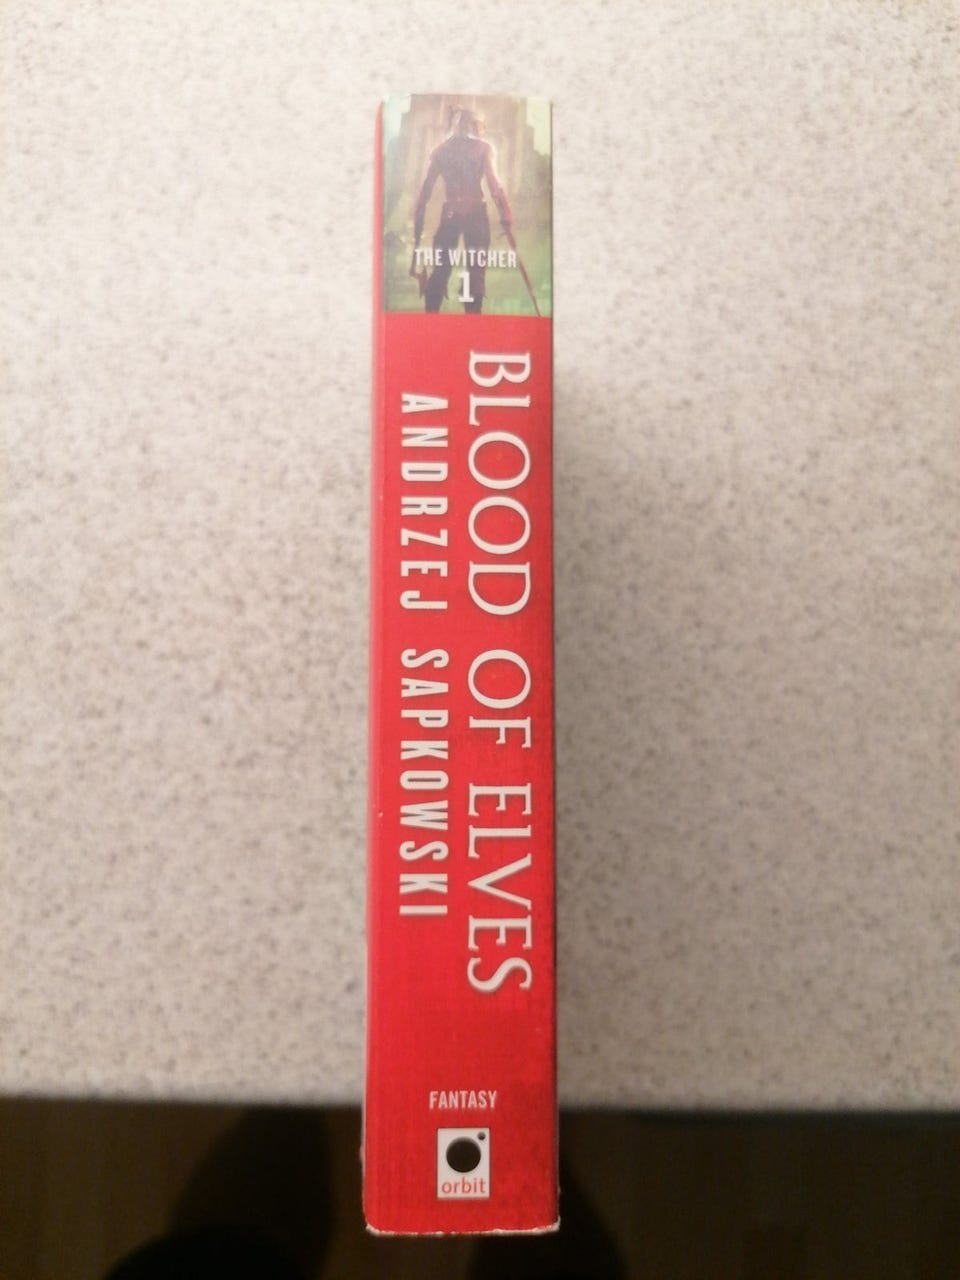 THE WITCHER
1
BLOOD OF ELVES
ANDRZEJ SAPKOWSKI
FANTASY
orbit